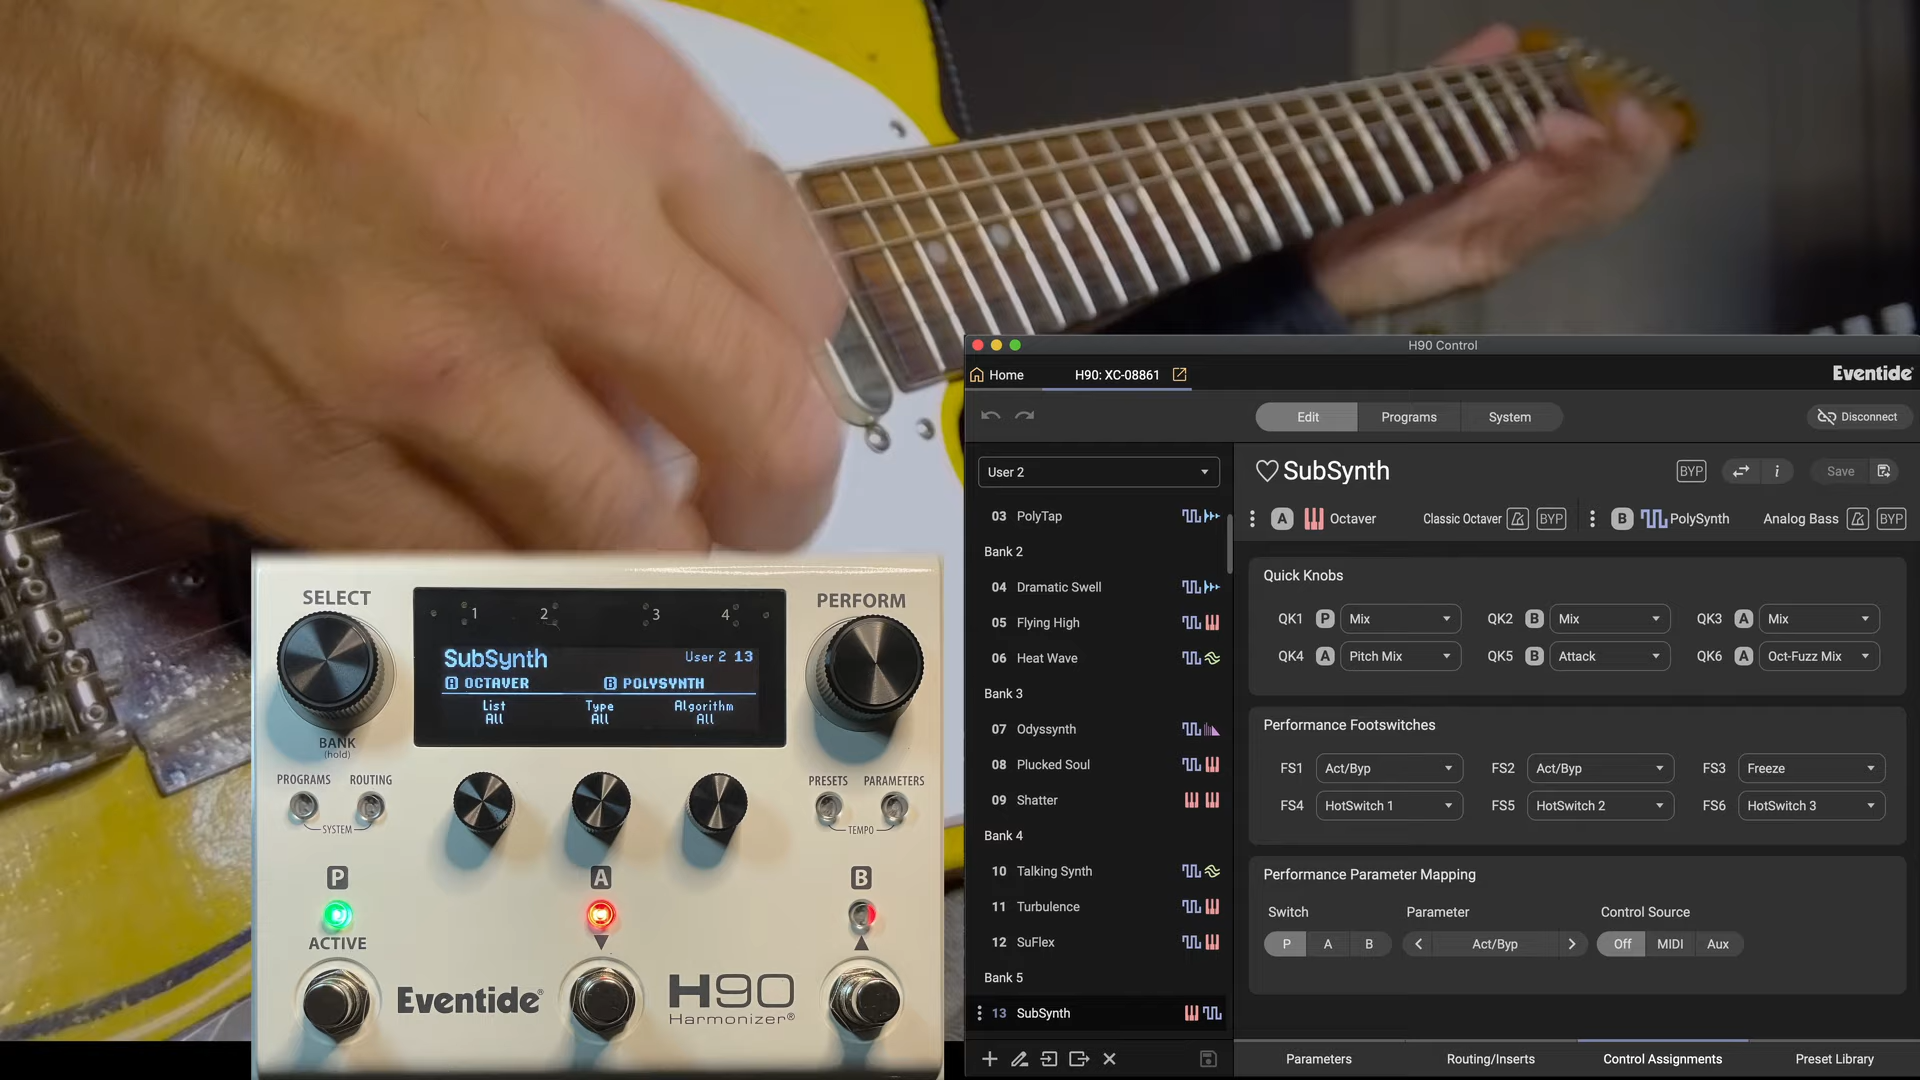 H90 Control
Home
H90: XC-08861
Eventide®
Edit
Programs
System
Disconnect
User 2
SubSynth
BYP
i
Save
03 PolyTap
A Octaver
Classic Octaver
BYP
B PolySynth
Analog Bass
BYP
Bank 2
04 Dramatic Swell
05 Flying High
06 Heat Wave
Bank 3
07 Odyssynth
08 Plucked Soul
09 Shatter
Bank 4
10 Talking Synth
11 Turbulence
12 SuFlex
Bank 5
13 SubSynth
Quick Knobs
QK1 P Mix
QK2 B Mix
QK3 A Mix
QK4 A Pitch Mix
QK5 B Attack
QK6 A Oct-Fuzz Mix
Performance Footswitches
FS1 Act/Byp
FS2 Act/Byp
FS3 Freeze
FS4 HotSwitch 1
FS5 HotSwitch 2
FS6 HotSwitch 3
Performance Parameter Mapping
Switch
Parameter
Control Source
P A B
Act/Byp
Off MIDI Aux
Parameters
Routing/Inserts
Control Assignments
Preset Library
SELECT
1 2 3 4
PERFORM
SubSynth
User 2 13
A OCTAVER
B POLYSYNTH
List
All
Type
All
Algorithm
All
BANK
(hold)
PROGRAMS
ROUTING
SYSTEM
PRESETS
PARAMETERS
TEMPO
P
A
B
ACTIVE
Eventide®
H90
Harmonizer®